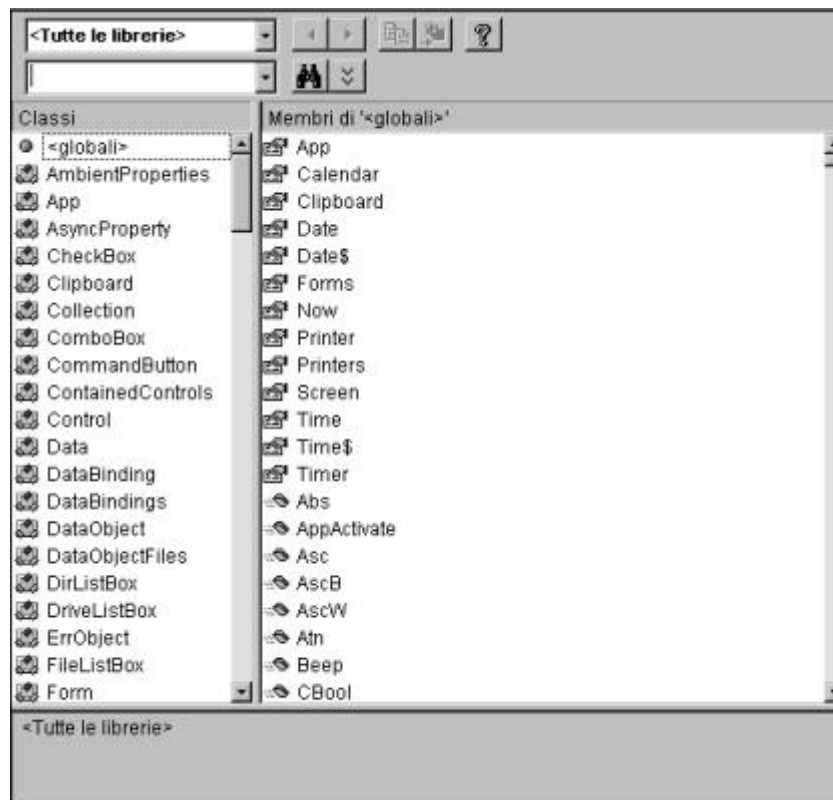 <Tutte le librerie>
Classi
<globali>
AmbientProperties
App
AsyncProperty
CheckBox
Clipboard
Collection
ComboBox
CommandButton
ContainedControls
Control
Data
DataBinding
DataBindings
DataObject
DataObjectFiles
DirListBox
DriveListBox
ErrObject
FileListBox
Form
Membri di '<globali>'
App
Calendar
Clipboard
Date
Date$
Forms
Now
Printer
Printers
Screen
Time
Time$
Timer
Abs
AppActivate
Asc
AscB
AscW
Atn
Beep
CBool
<Tutte le librerie>